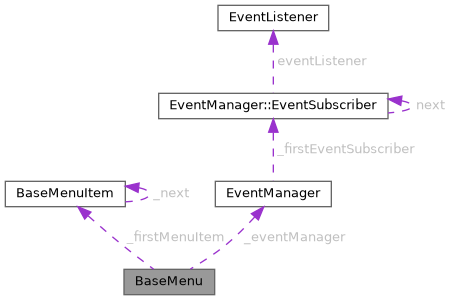 EventListener
eventListener
EventManager::EventSubscriber
next
_firstEventSubscriber
BaseMenuItem
_next
EventManager
_firstMenuItem
_eventManager
BaseMenu